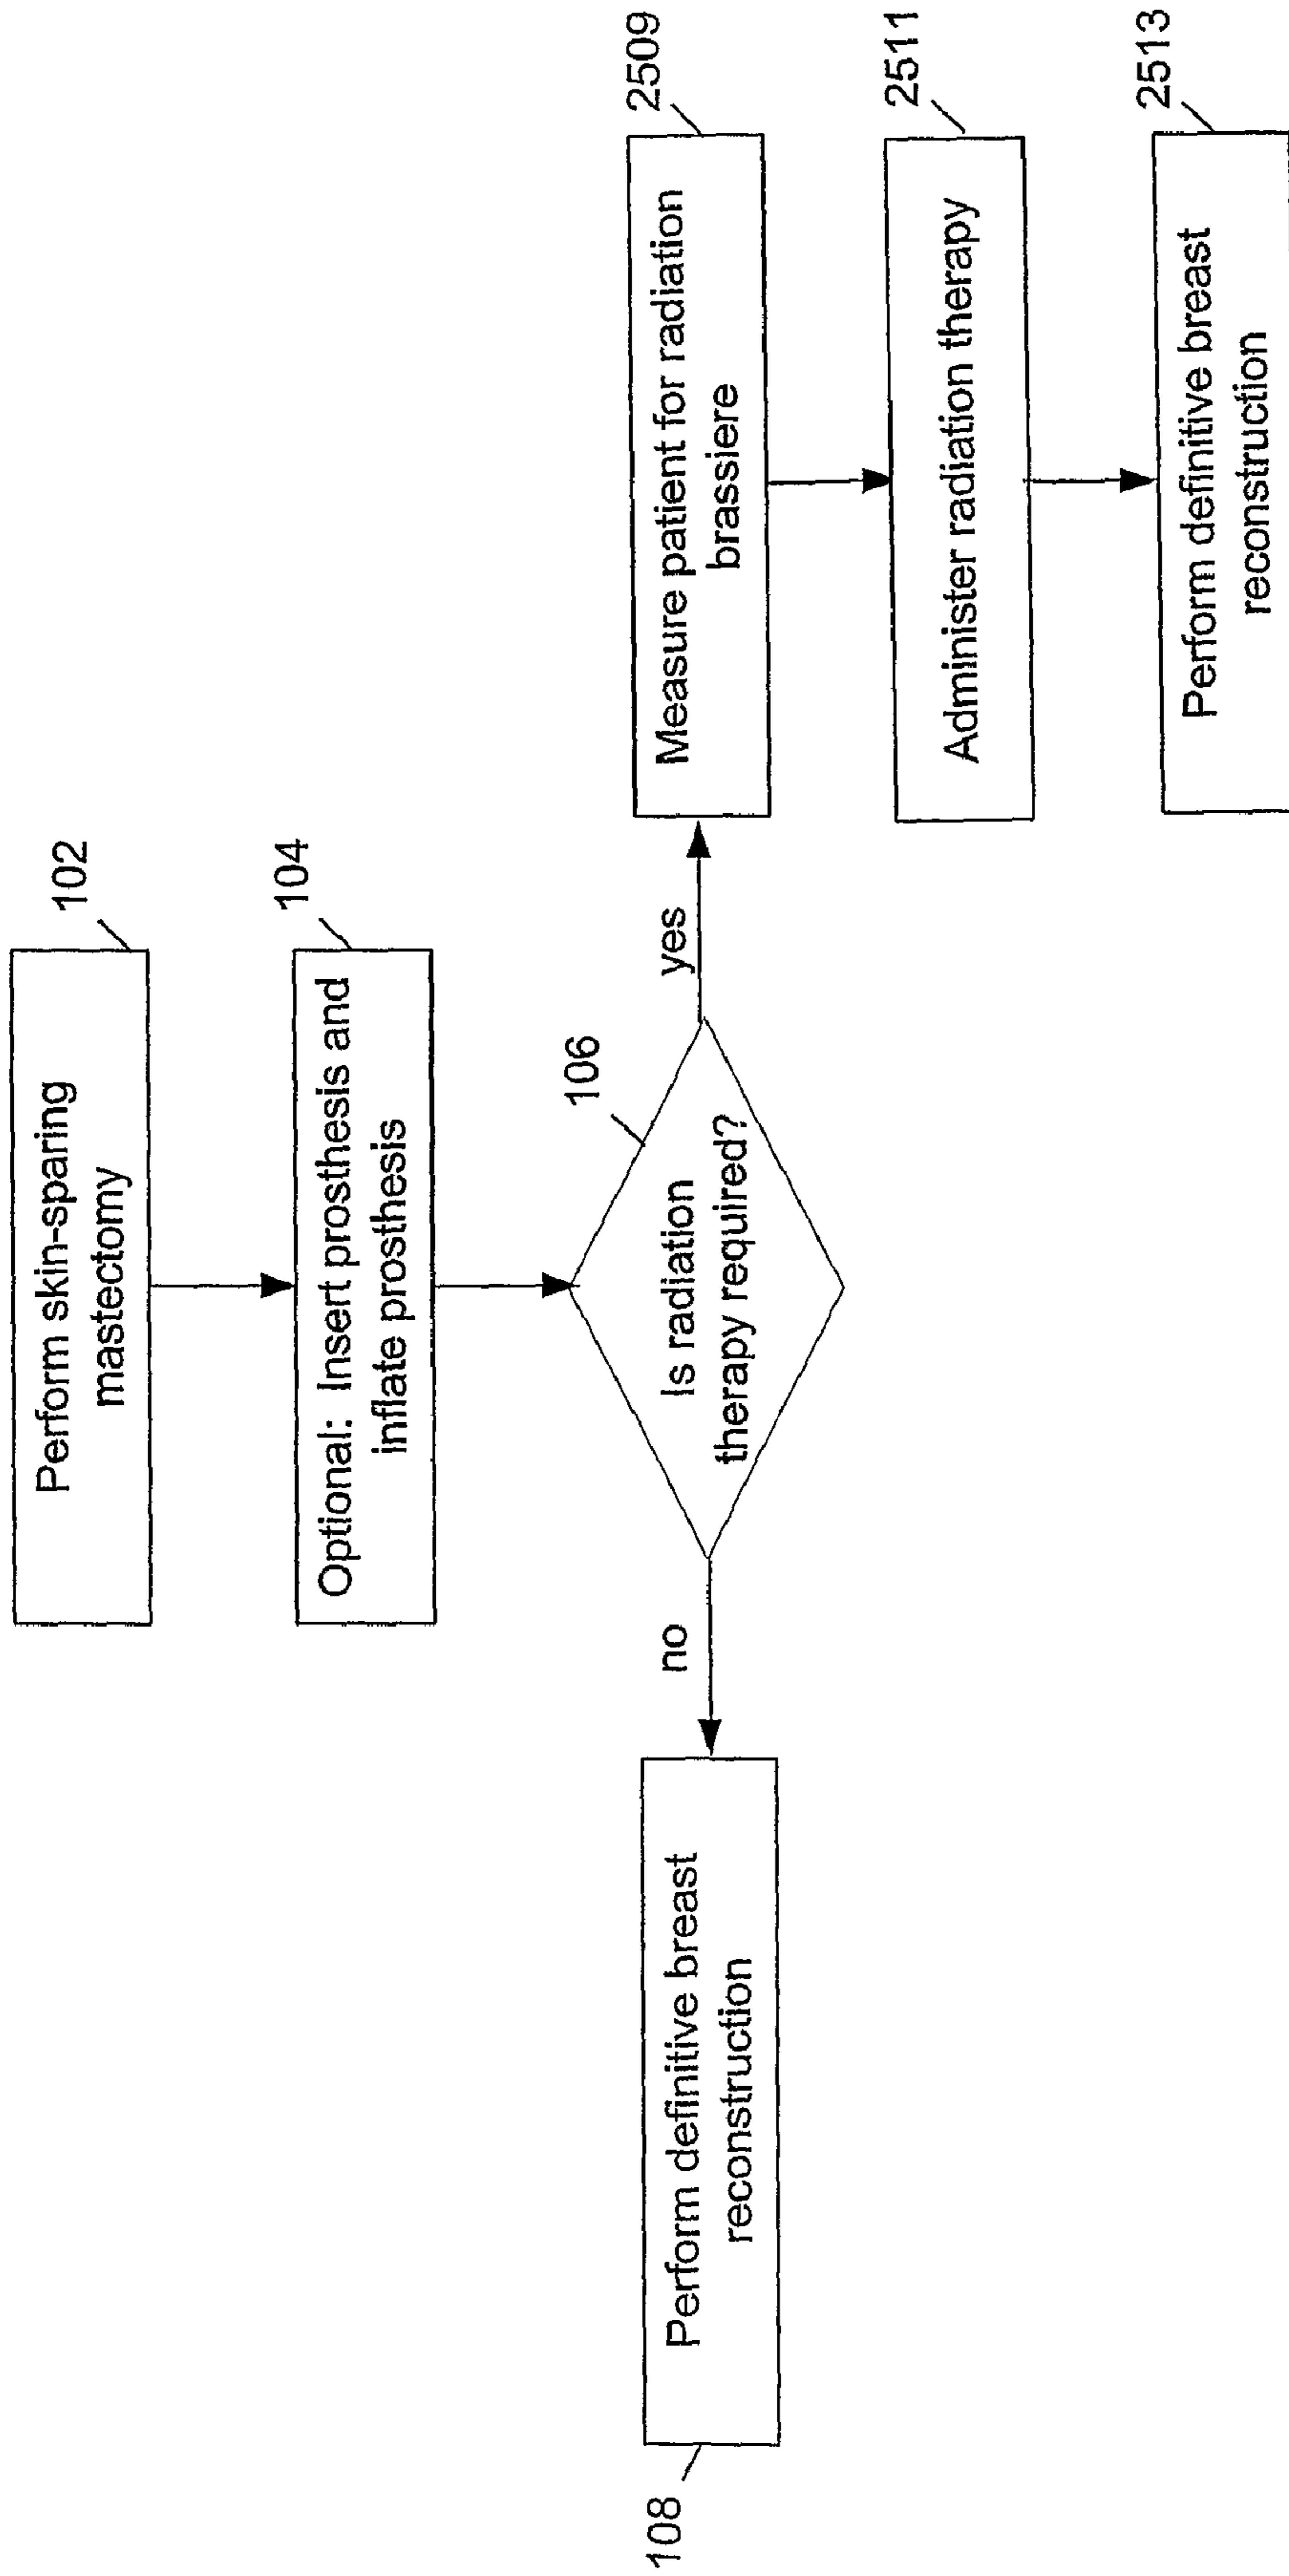 102
Perform skin-sparing
mastectomy
104
Optional: Insert prosthesis and
inflate prosthesis
106
Is radiation
therapy required?
no
yes
108
Perform definitive breast
reconstruction
2509
Measure patient for radiation
brassiere
2511
Administer radiation therapy
2513
Perform definitive breast
reconstruction